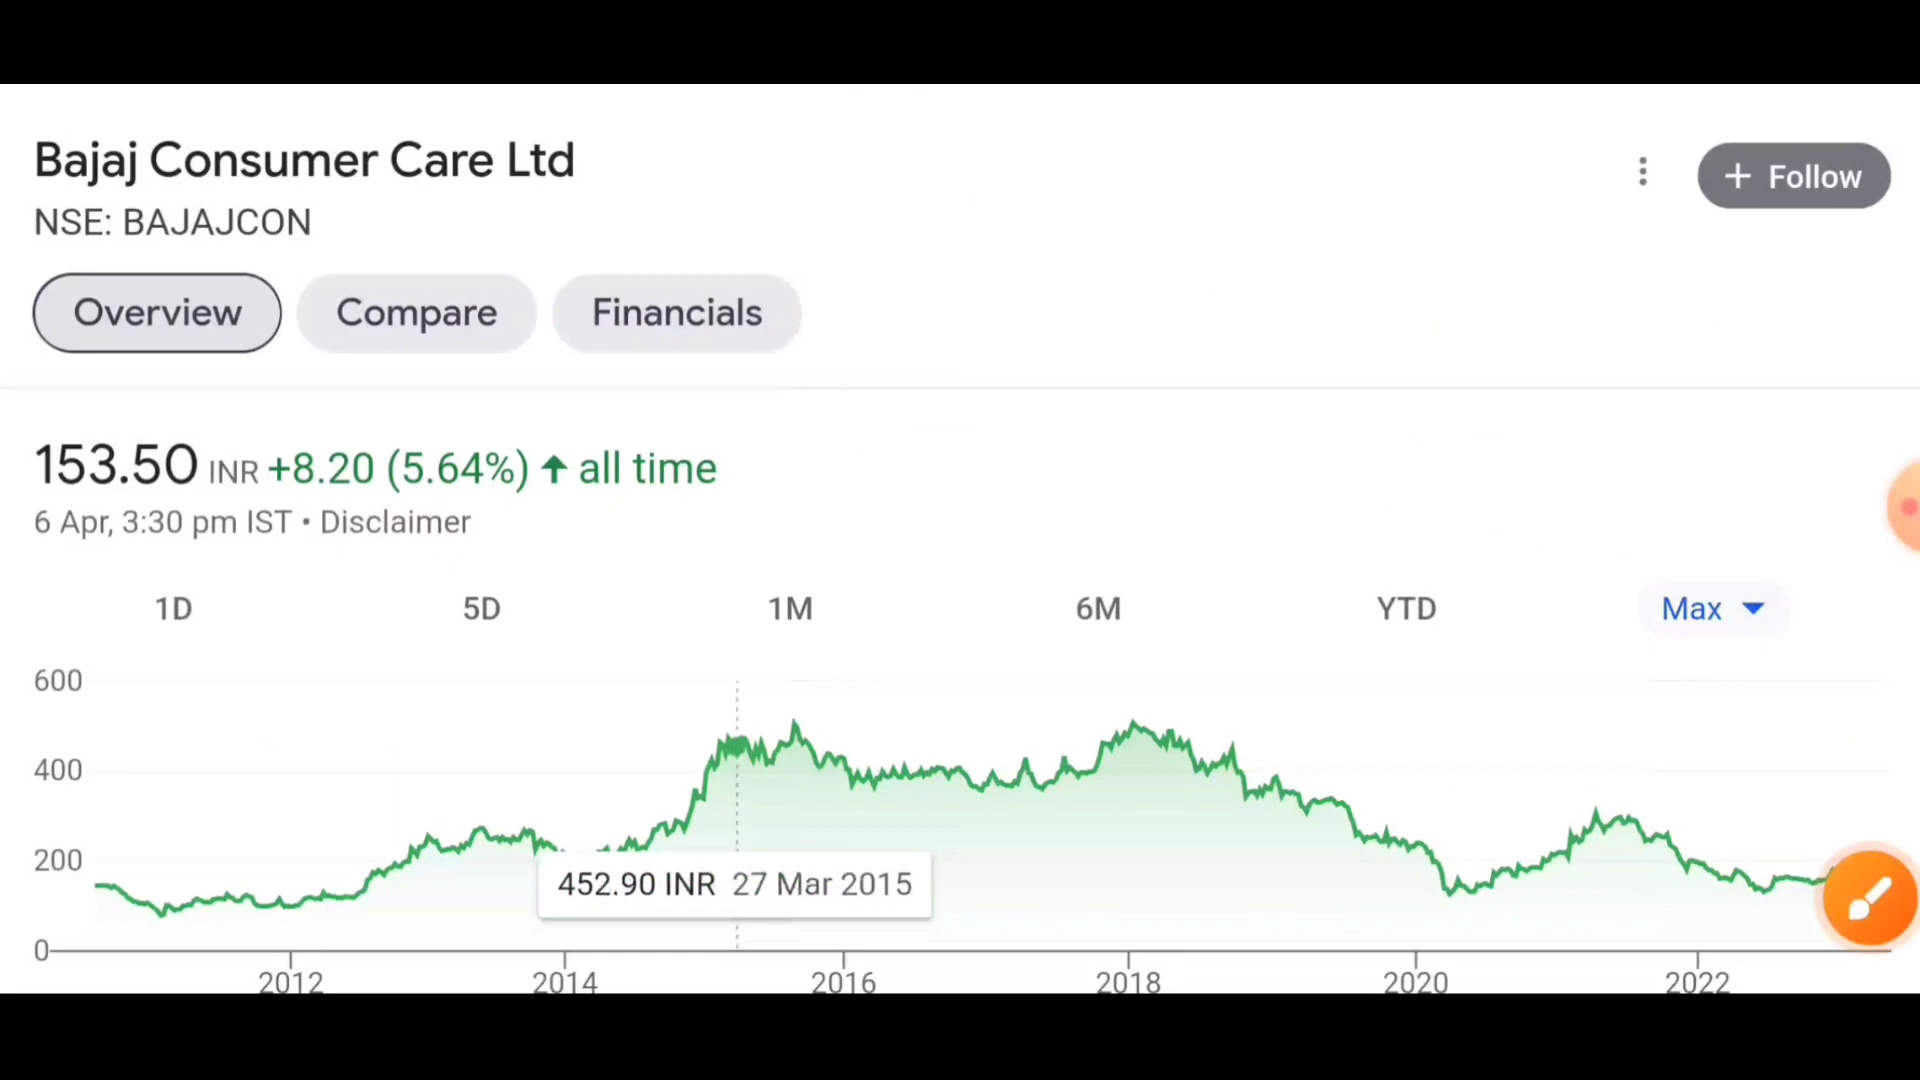 Bajaj Consumer Care Ltd
+ Follow
NSE: BAJAJCON
Overview Compare Financials
153.50 INR +8.20 (5.64%) ↑ all time
6 Apr, 3:30 pm IST • Disclaimer
1D 5D 1M 6M YTD Max
600
400
200
452.90 INR 27 Mar 2015
0
2012 2014 2016 2018 2020 2022